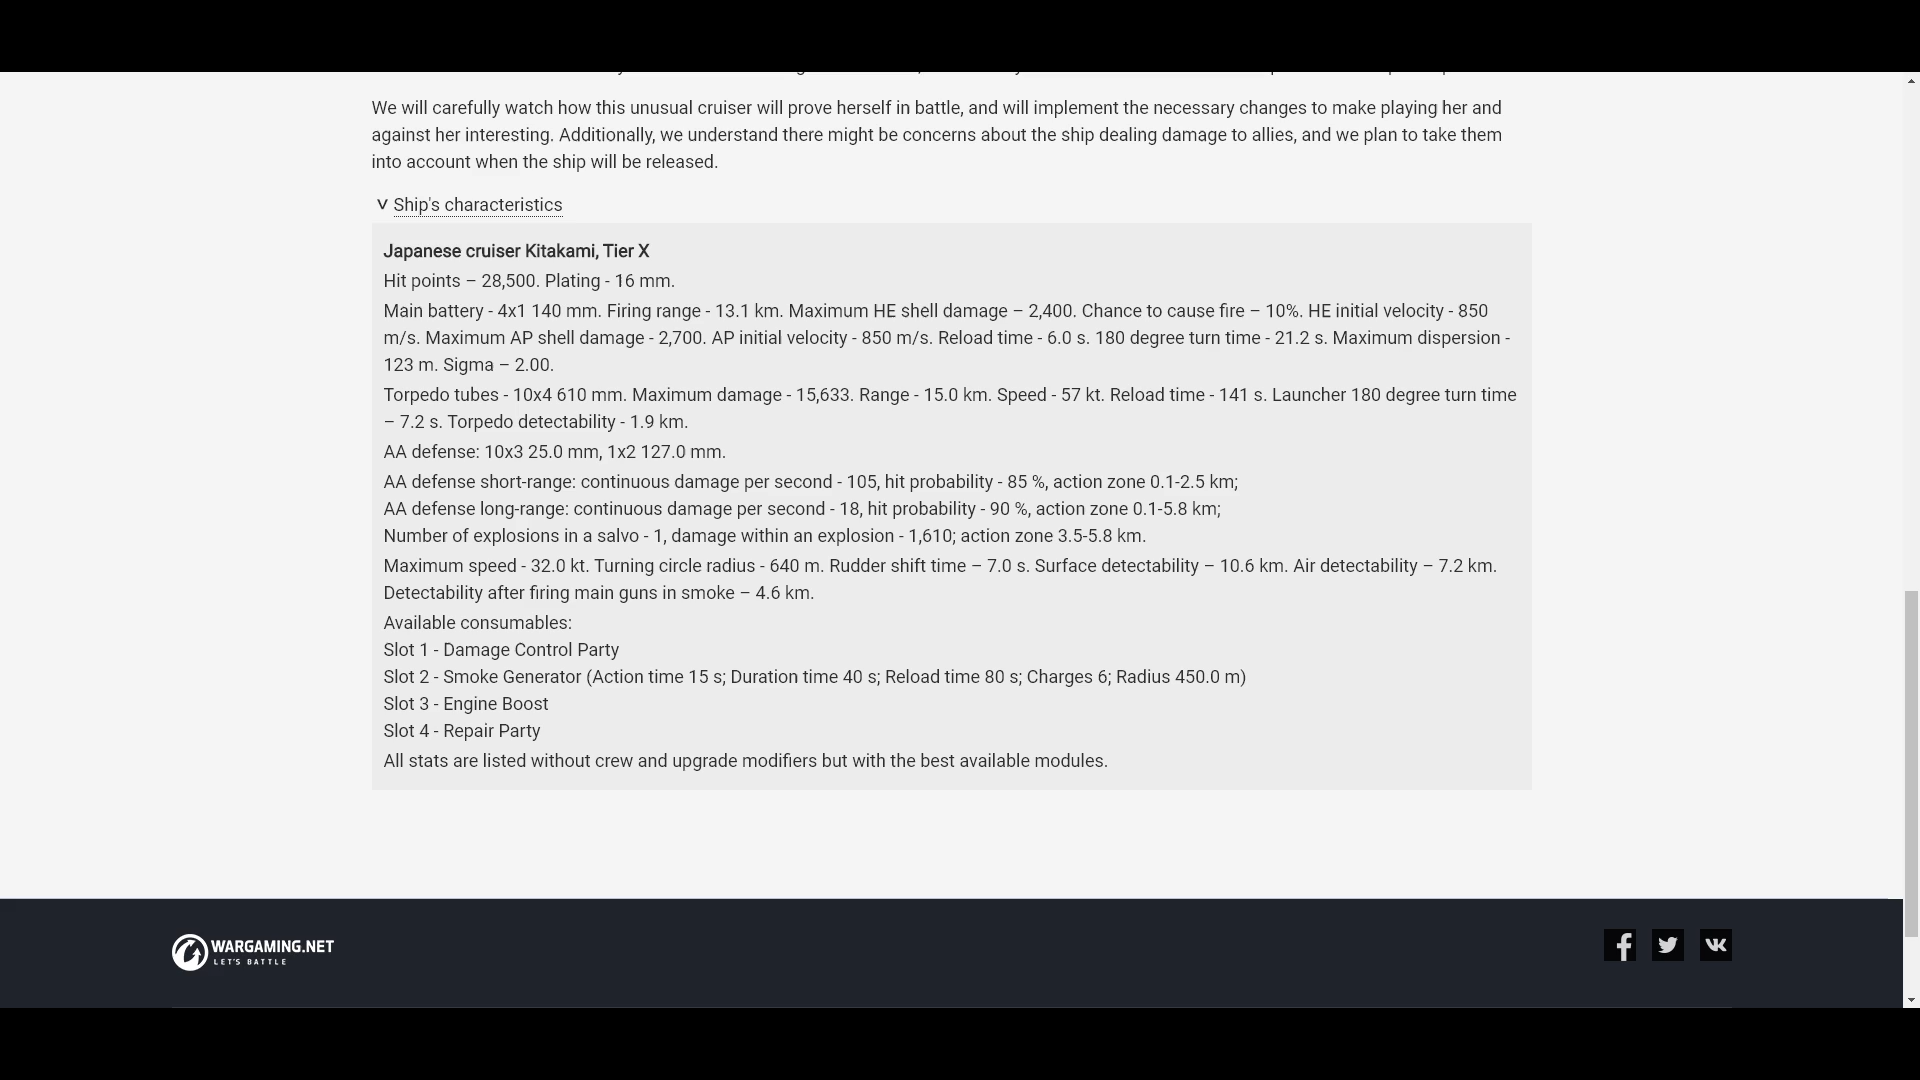 We will carefully watch how this unusual cruiser will prove herself in battle, and will implement the necessary changes to make playing her and
against her interesting. Additionally, we understand there might be concerns about the ship dealing damage to allies, and we plan to take them
into account when the ship will be released.
Ship's characteristics
Japanese cruiser Kitakami, Tier X
Hit points – 28,500. Plating - 16 mm.
Main battery - 4x1 140 mm. Firing range - 13.1 km. Maximum HE shell damage – 2,400. Chance to cause fire – 10%. HE initial velocity - 850
m/s. Maximum AP shell damage - 2,700. AP initial velocity - 850 m/s. Reload time - 6.0 s. 180 degree turn time - 21.2 s. Maximum dispersion -
123 m. Sigma – 2.00.
Torpedo tubes - 10x4 610 mm. Maximum damage - 15,633. Range - 15.0 km. Speed - 57 kt. Reload time - 141 s. Launcher 180 degree turn time
– 7.2 s. Torpedo detectability - 1.9 km.
AA defense: 10x3 25.0 mm, 1x2 127.0 mm.
AA defense short-range: continuous damage per second - 105, hit probability - 85 %, action zone 0.1-2.5 km;
AA defense long-range: continuous damage per second - 18, hit probability - 90 %, action zone 0.1-5.8 km;
Number of explosions in a salvo - 1, damage within an explosion - 1,610; action zone 3.5-5.8 km.
Maximum speed - 32.0 kt. Turning circle radius - 640 m. Rudder shift time – 7.0 s. Surface detectability – 10.6 km. Air detectability – 7.2 km.
Detectability after firing main guns in smoke – 4.6 km.
Available consumables:
Slot 1 - Damage Control Party
Slot 2 - Smoke Generator (Action time 15 s; Duration time 40 s; Reload time 80 s; Charges 6; Radius 450.0 m)
Slot 3 - Engine Boost
Slot 4 - Repair Party
All stats are listed without crew and upgrade modifiers but with the best available modules.
WARGAMING.NET
LET'S BATTLE